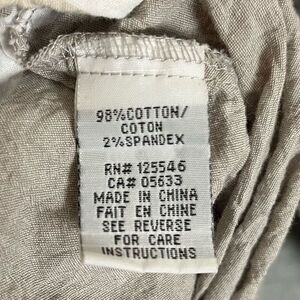 98%COTTON/
COTON
2%SPANDEX
RN# 125546
CA# 05633
MADE IN CHINA
FAIT EN CHINE
SEE REVERSE
FOR CARE
INSTRUCTIONS